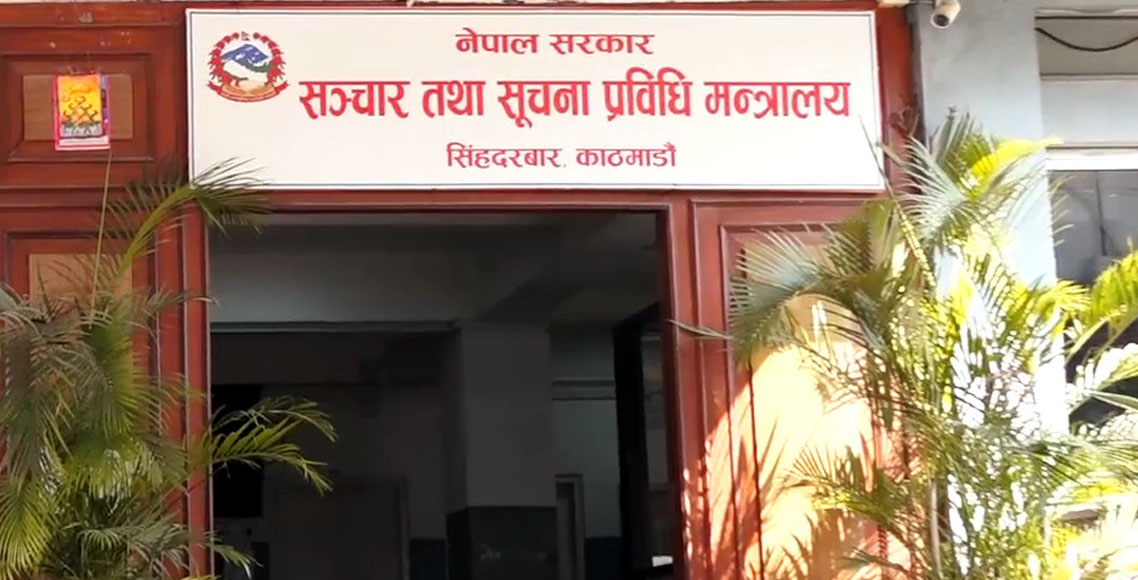 नेपाल सरकार
सञ्चार तथा सूचना प्रविधि मन्त्रालय
सिंहदरबार, काठमाडौं